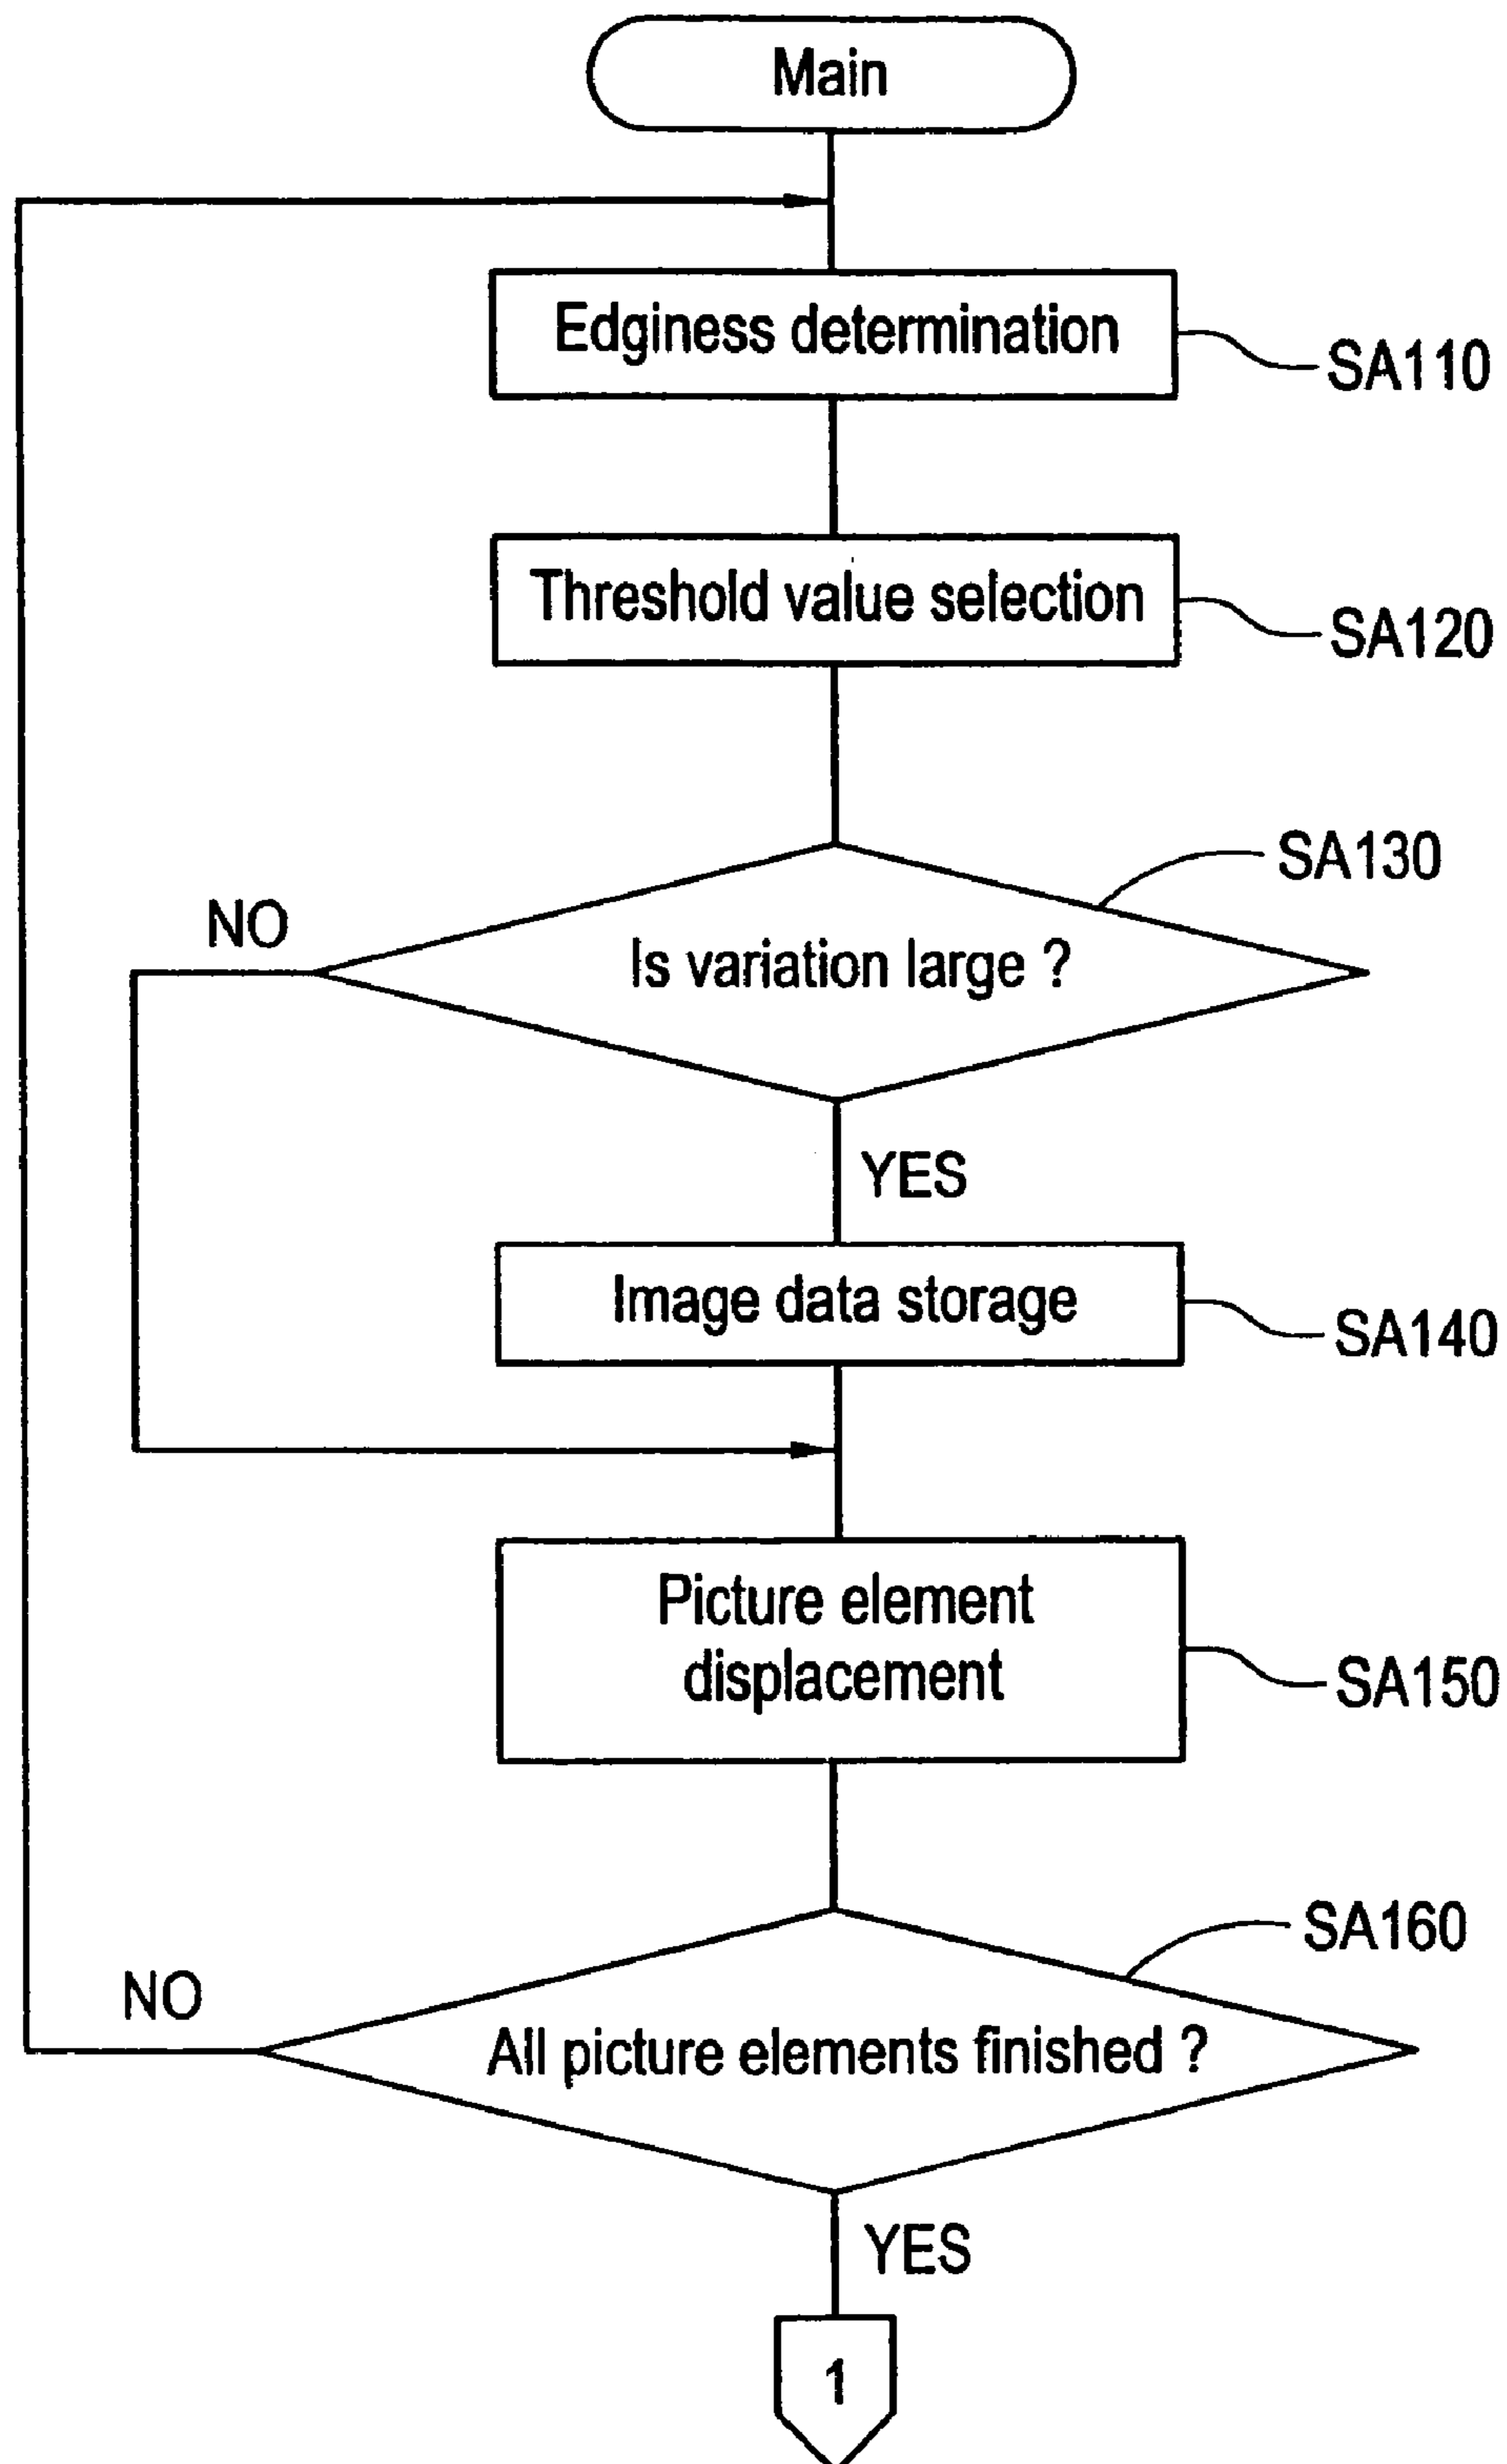 Main
Edginess determination
SA110
Threshold value selection
SA120
SA130
NO
Is variation large ?
YES
Image data storage
SA140
Picture element
displacement
SA150
SA160
NO
All picture elements finished ?
YES
1